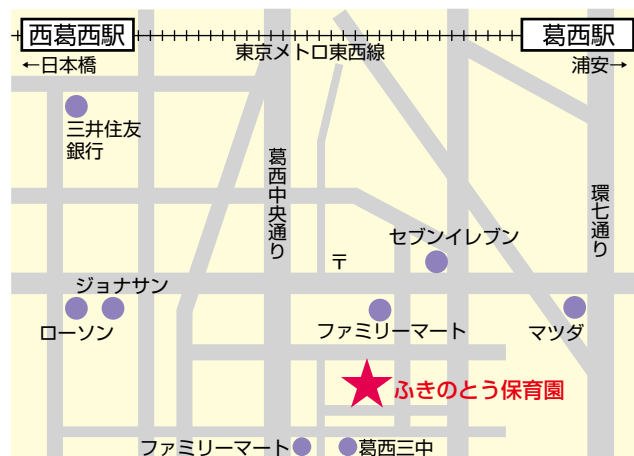 西葛西駅
葛西駅
東京メトロ東西線
←日本橋
浦安→
三井住友
銀行
葛西中央通り
環七通り
セブンイレブン
〒
ジョナサン
ローソン
ファミリーマート
マツダ
ふきのとう保育園
ファミリーマート
葛西三中